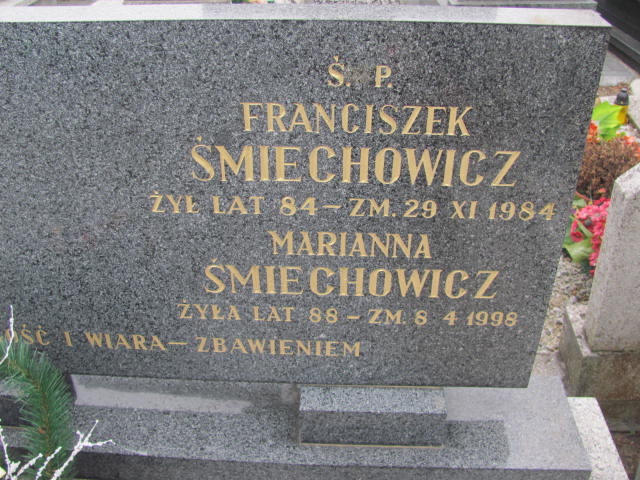 Ś. P.
FRANCISZEK
ŚMIECHOWICZ
ŻYŁ LAT 84 – ZM. 29 XI 1984
MARIANNA
ŚMIECHOWICZ
ŻYŁA LAT 88 – ZM. 8 4 1998
OŚĆ I WIARA – ZBAWIENIEM